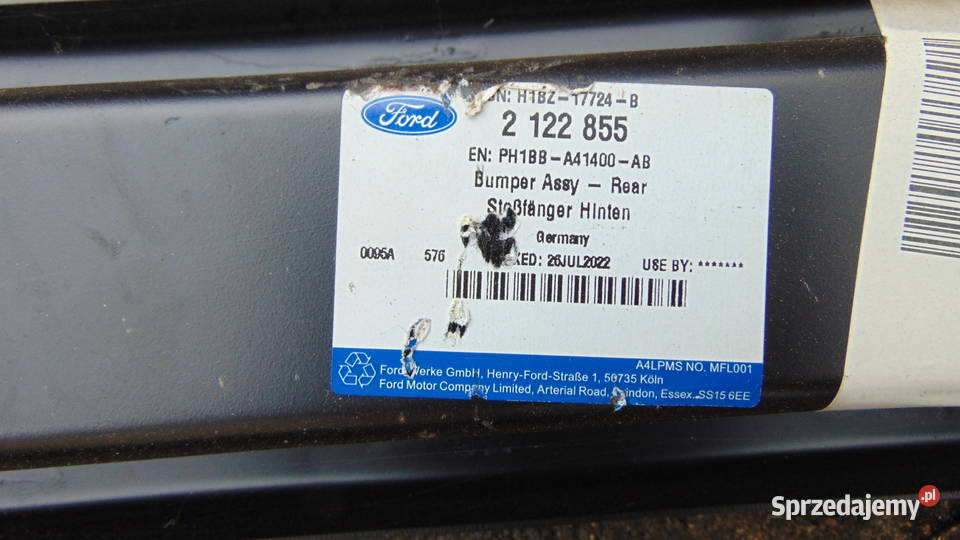 Ford
H1BZ-17724-B
2 122 855
EN: PH1BB-A41400-AB
Bumper Assy - Rear
Stoßfänger Hinten
Germany
0095A 576 26JUL2022 USE BY: *******
A4LPMS NO. MFL001
Ford-Werke GmbH, Henry-Ford-Straße 1, 50735 Köln
Ford Motor Company Limited, Arterial Road, Laindon, Essex. SS15 6EE
Sprzedajemy.pl